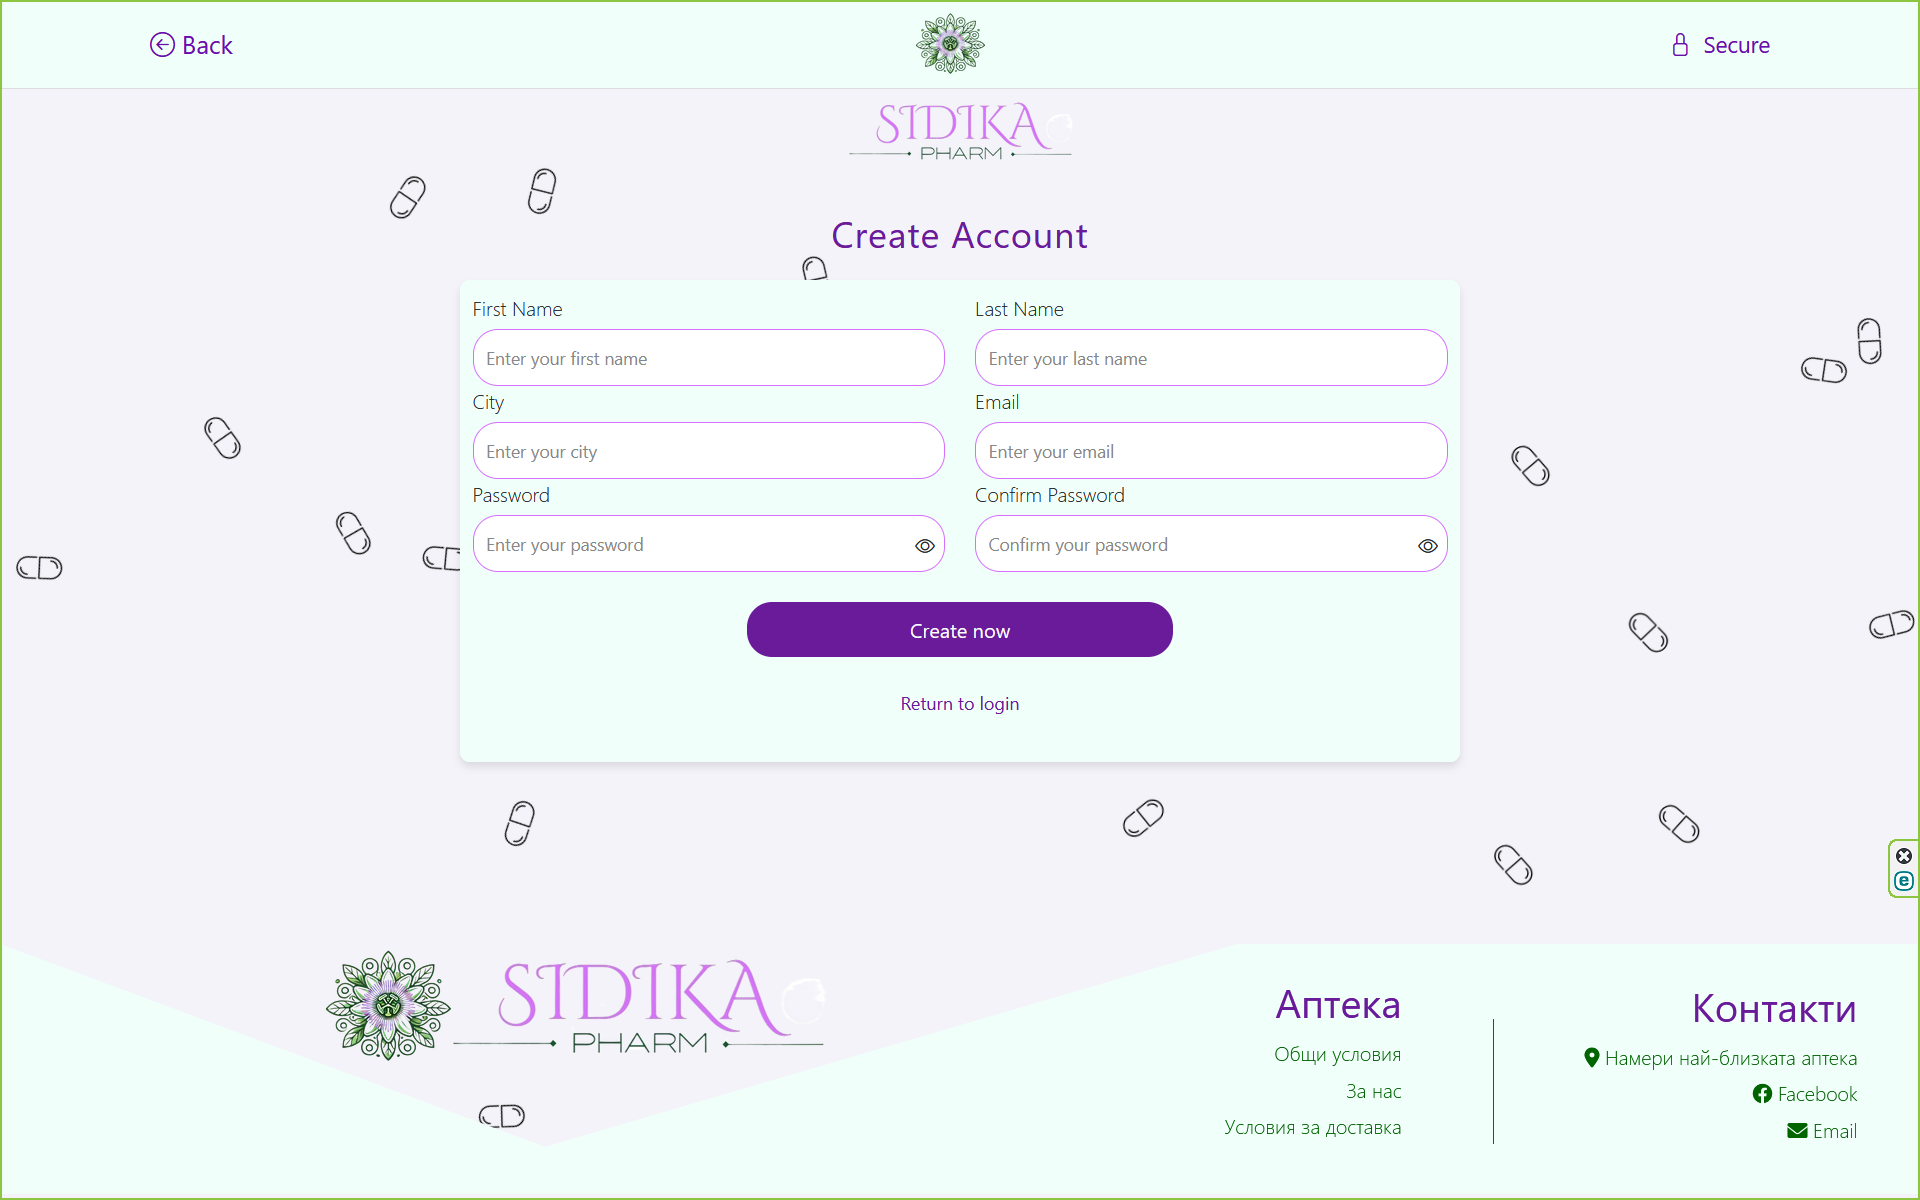 Back
Secure
SIDIKA
PHARM
Create Account
First Name
Last Name
Enter your first name
Enter your last name
City
Email
Enter your city
Enter your email
Password
Confirm Password
Enter your password
Confirm your password
Create now
Return to login
SIDIKA
PHARM
Аптека
Общи условия
За нас
Условия за доставка
Контакти
Намери най-близката аптека
Facebook
Email